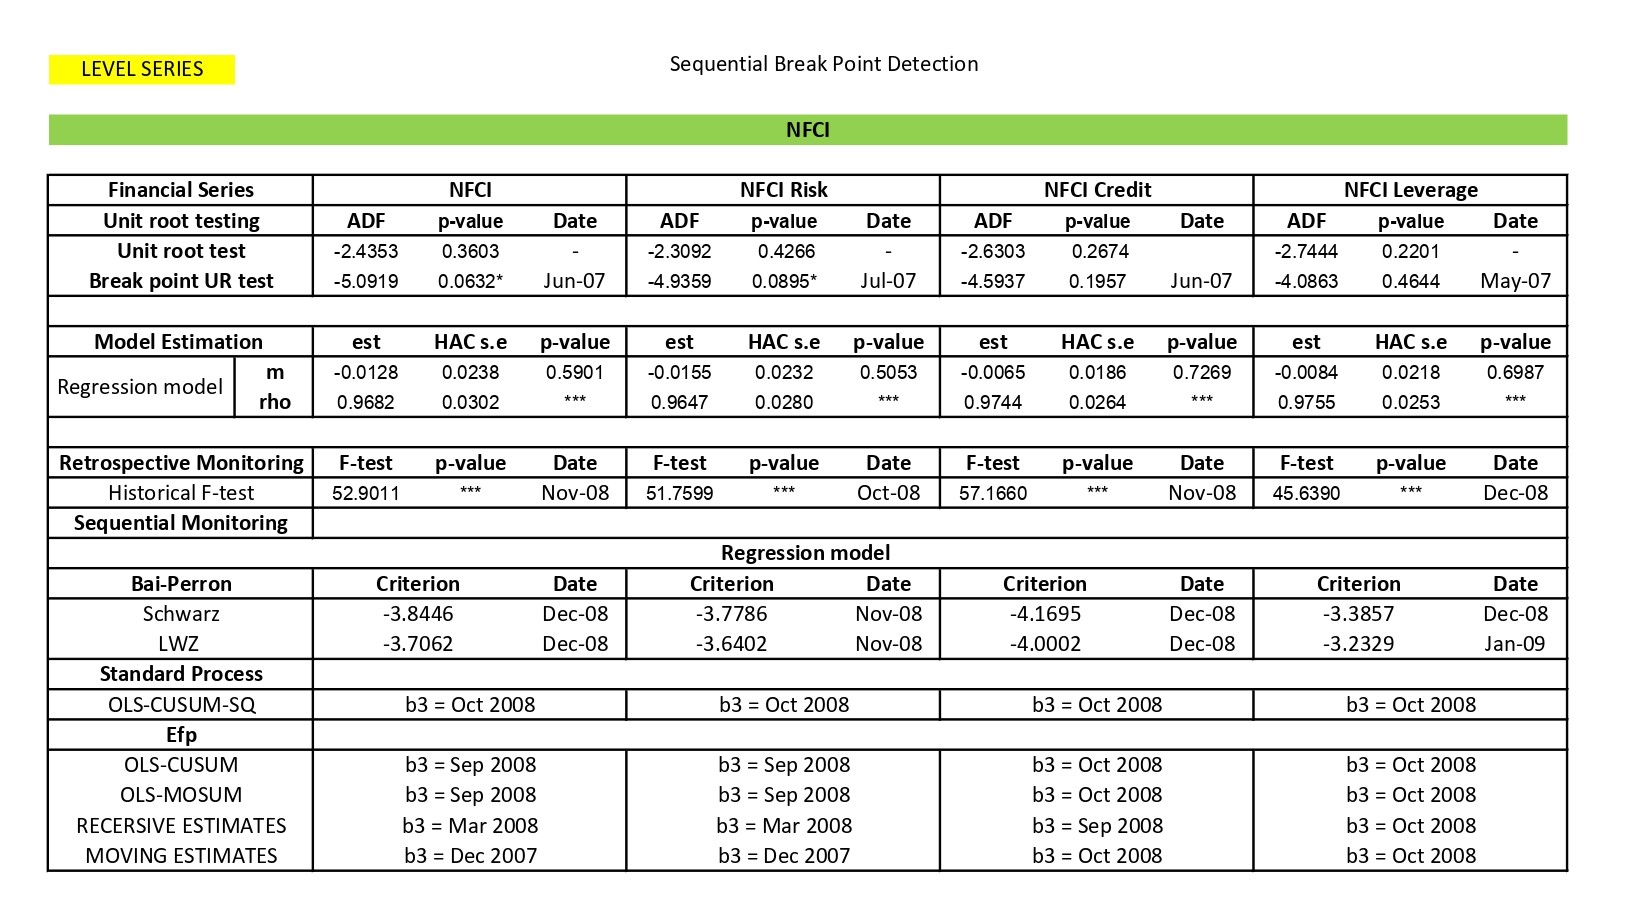 LEVEL SERIES
Sequential Break Point Detection
NFCI
Financial Series NFCI NFCI Risk NFCI Credit NFCI Leverage
Unit root testing ADF p-value Date ADF p-value Date ADF p-value Date ADF p-value Date
Unit root test -2.4353 0.3603 - -2.3092 0.4266 - -2.6303 0.2674 -2.7444 0.2201 -
Break point UR test -5.0919 0.0632* Jun-07 -4.9359 0.0895* Jul-07 -4.5937 0.1957 Jun-07 -4.0863 0.4644 May-07
Model Estimation est HAC s.e p-value est HAC s.e p-value est HAC s.e p-value est HAC s.e p-value
Regression model
m -0.0128 0.0238 0.5901 -0.0155 0.0232 0.5053 -0.0065 0.0186 0.7269 -0.0084 0.0218 0.6987
rho 0.9682 0.0302 *** 0.9647 0.0280 *** 0.9744 0.0264 *** 0.9755 0.0253 ***
Retrospective Monitoring F-test p-value Date F-test p-value Date F-test p-value Date F-test p-value Date
Historical F-test 52.9011 *** Nov-08 51.7599 *** Oct-08 57.1660 *** Nov-08 45.6390 *** Dec-08
Sequential Monitoring
Regression model
Bai-Perron Criterion Date Criterion Date Criterion Date Criterion Date
Schwarz -3.8446 Dec-08 -3.7786 Nov-08 -4.1695 Dec-08 -3.3857 Dec-08
LWZ -3.7062 Dec-08 -3.6402 Nov-08 -4.0002 Dec-08 -3.2329 Jan-09
Standard Process
OLS-CUSUM-SQ b3 = Oct 2008 b3 = Oct 2008 b3 = Oct 2008 b3 = Oct 2008
Efp
OLS-CUSUM b3 = Sep 2008 b3 = Sep 2008 b3 = Oct 2008 b3 = Oct 2008
OLS-MOSUM b3 = Sep 2008 b3 = Sep 2008 b3 = Oct 2008 b3 = Oct 2008
RECERSIVE ESTIMATES b3 = Mar 2008 b3 = Mar 2008 b3 = Sep 2008 b3 = Oct 2008
MOVING ESTIMATES b3 = Dec 2007 b3 = Dec 2007 b3 = Oct 2008 b3 = Oct 2008